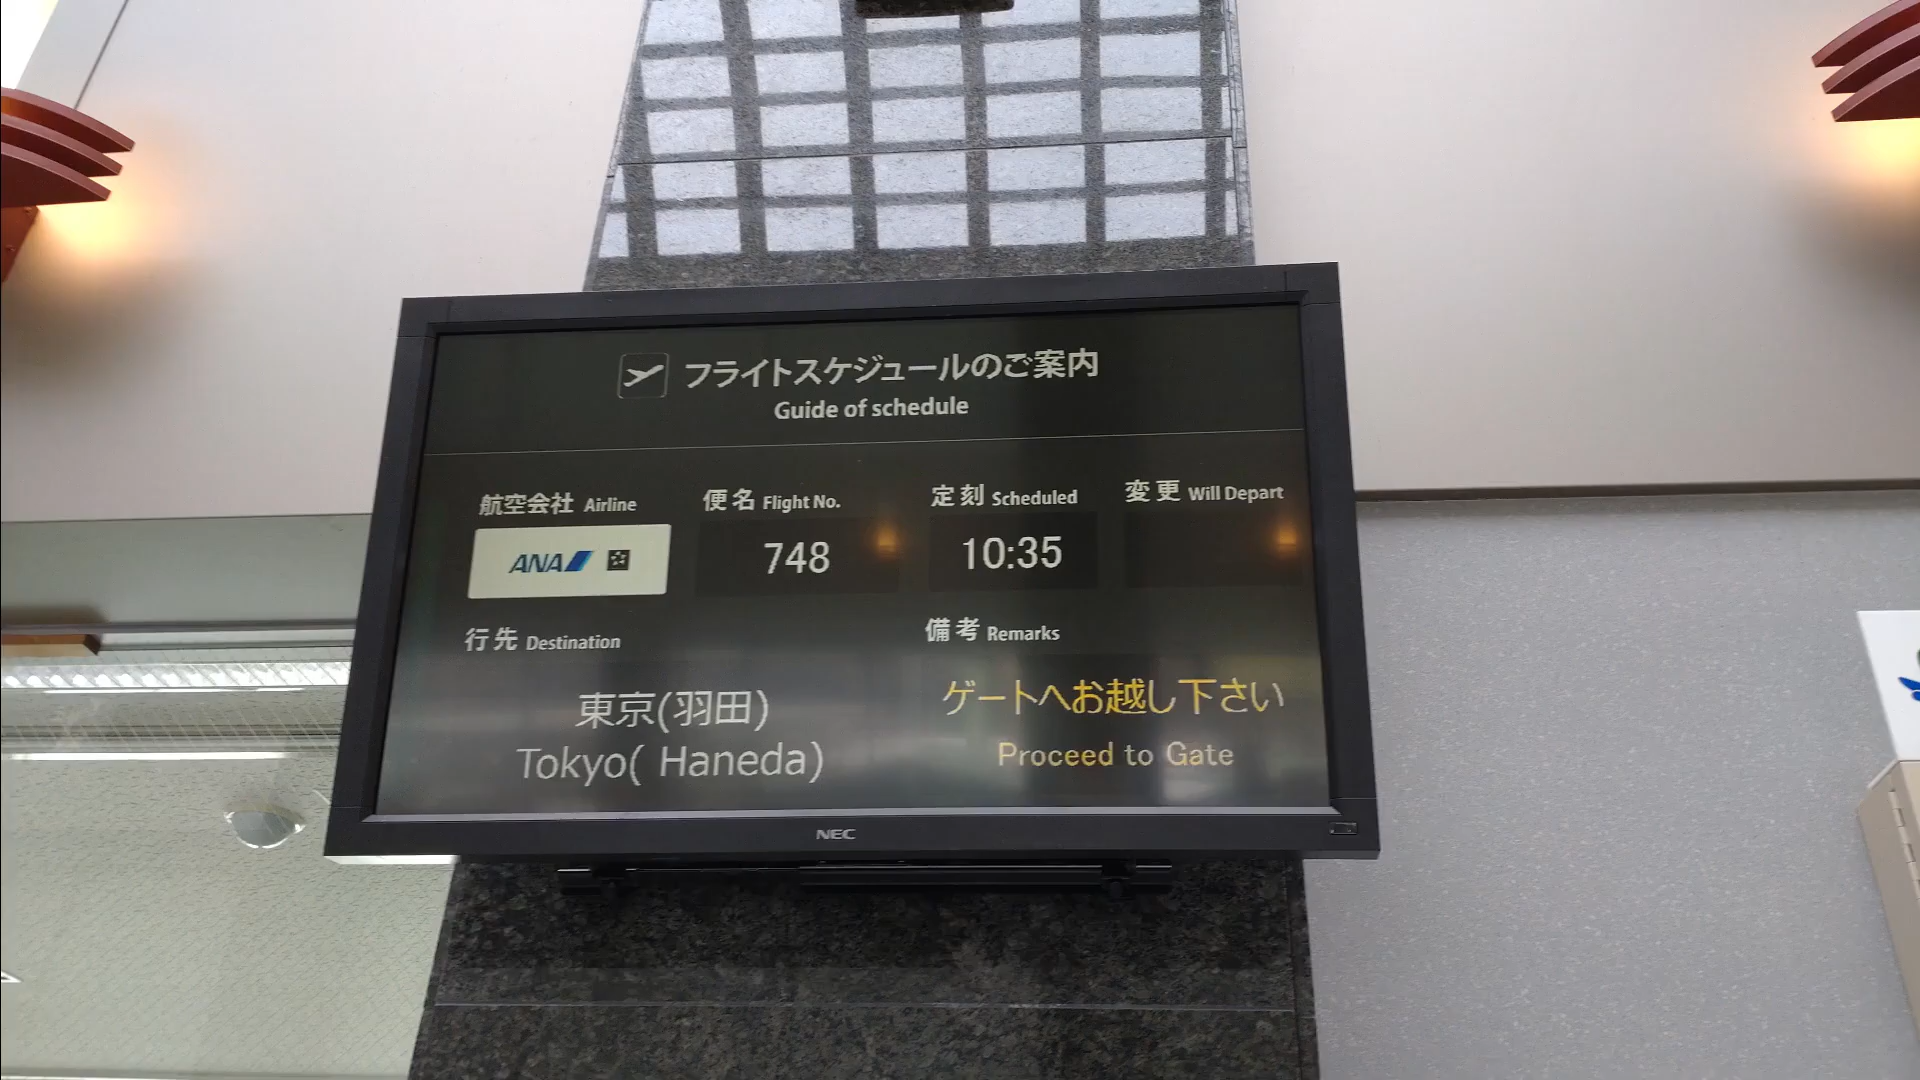 フライトスケジュールのご案内
Guide of schedule
航空会社 Airline 便名 Flight No. 定刻 Scheduled 変更 Will Depart
ANA 748 10:35
行先 Destination 備考 Remarks
東京(羽田) ゲートへお越し下さい
Tokyo( Haneda) Proceed to Gate
NEC